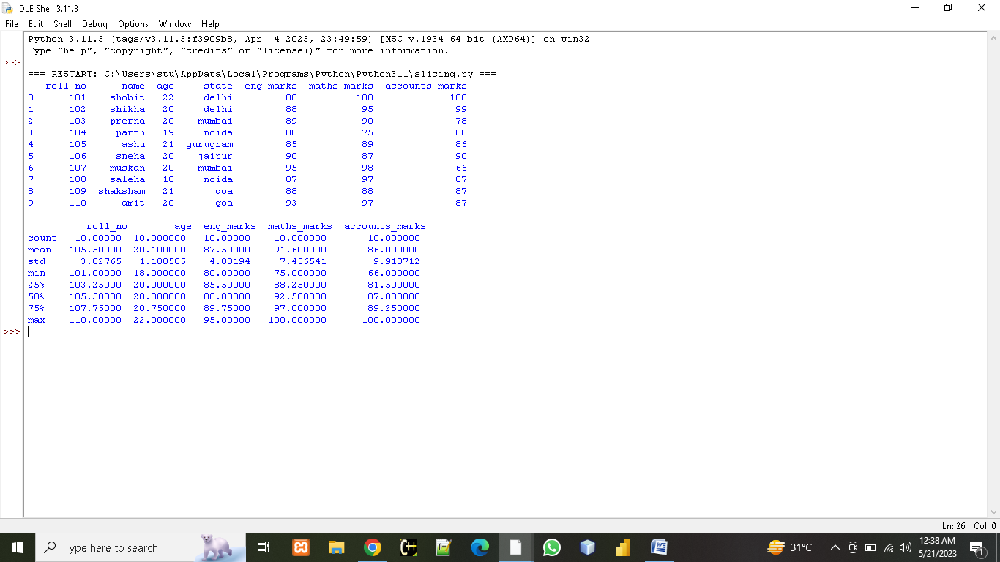 IDLE Shell 3.11.3
File Edit Shell Debug Options Window Help
Python 3.11.3 (tags/v3.11.3:f3909b8, Apr  4 2023, 23:49:59) [MSC v.1934 64 bit (AMD64)] on win32
Type "help", "copyright", "credits" or "license()" for more information.
>>>
=== RESTART: C:\Users\stu\AppData\Local\Programs\Python\Python311\slicing.py ===
   roll_no      name  age     state  eng_marks  maths_marks  accounts_marks
0      101    shobit   22     delhi         80          100             100
1      102    shikha   20     delhi         88           95              99
2      103    prerna   20    mumbai         89           90              78
3      104     parth   19     noida         80           75              80
4      105      ashu   21  gurugram         85           89              86
5      106     sneha   20    jaipur         90           87              90
6      107    muskan   20    mumbai         95           98              66
7      108    saleha   18     noida         87           97              87
8      109  shaksham   21       goa         88           88              87
9      110      amit   20       goa         93           97              87
          roll_no        age  eng_marks  maths_marks  accounts_marks
count   10.00000  10.000000   10.00000    10.000000       10.000000
mean   105.50000  20.100000   87.50000    91.600000       86.000000
std      3.02765   1.100505    4.88194     7.456541        9.910712
min    101.00000  18.000000   80.00000    75.000000       66.000000
25%    103.25000  20.000000   85.50000    88.250000       81.500000
50%    105.50000  20.000000   88.00000    92.500000       87.000000
75%    107.75000  20.750000   89.75000    97.000000       89.250000
max    110.00000  22.000000   95.00000   100.000000      100.000000
>>>
Ln: 26 Col: 0
Type here to search
31°C
12:38 AM
5/21/2023
1